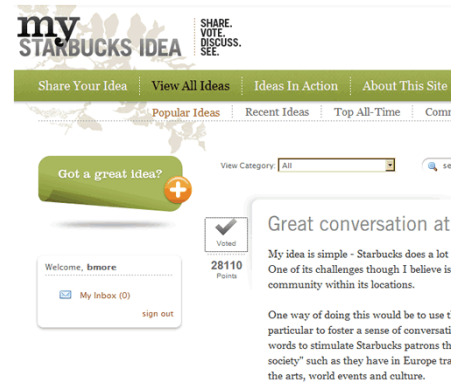 my
STARBUCKS IDEA
SHARE.
VOTE.
DISCUSS.
SEE.
Share Your Idea View All Ideas Ideas In Action About This Site
Popular Ideas Recent Ideas Top All-Time Comm
Got a great idea?
View Category: All se
Voted
28110
Points
Welcome, bmore
My Inbox (0)
sign out
Great conversation at
My idea is simple - Starbucks does a lot
One of its challenges though I believe is
community within its locations.
One way of doing this would be to use t
particular to foster a sense of conversati
words to stimulate Starbucks patrons th
society" such as they have in Europe tra
the arts, world events and culture.